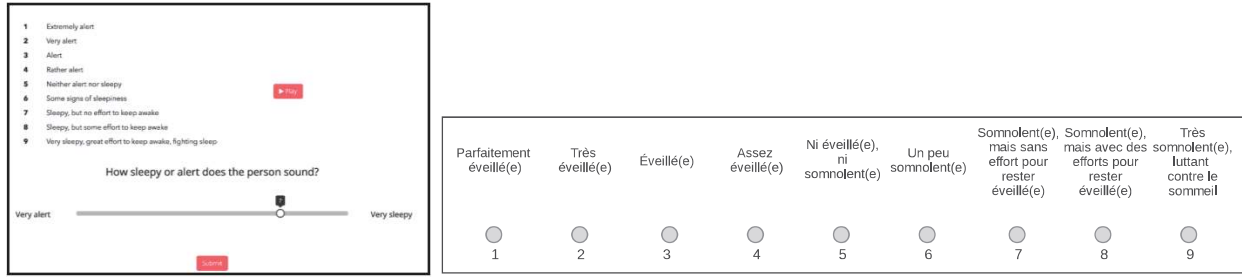 1 Extremely alert
2 Very alert
3 Alert
4 Rather alert
5 Neither alert nor sleepy
6 Some signs of sleepiness
7 Sleepy, but no effort to keep awake
8 Sleepy, but some effort to keep awake
9 Very sleepy, great effort to keep awake, fighting sleep
▶ Play
How sleepy or alert does the person sound?
7
Very alert
Very sleepy
Submit
Parfaitement
éveillé(e)
Très
éveillé(e)
Éveillé(e)
Assez
éveillé(e)
Ni éveillé(e),
ni
somnolent(e)
Un peu
somnolent(e)
Somnolent(e),
mais sans
effort pour
rester
éveillé(e)
Somnolent(e),
mais avec des
efforts pour
rester
éveillé(e)
Très
somnolent(e),
luttant
contre le
sommeil
1 2 3 4 5 6 7 8 9